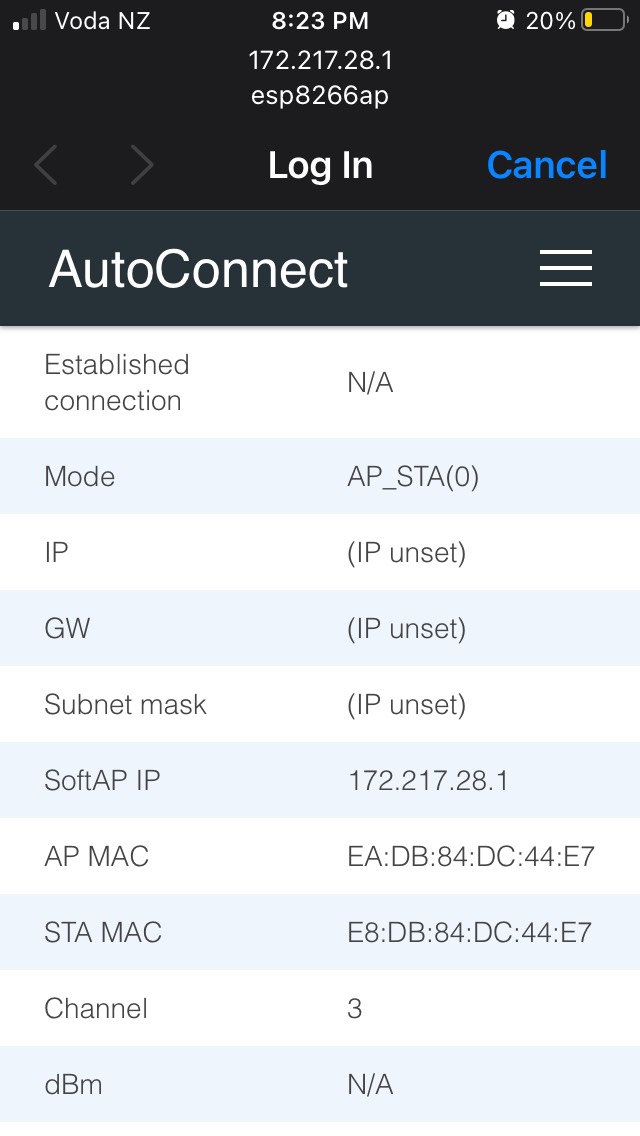 Voda NZ 8:23 PM 20%
172.217.28.1
esp8266ap
Log In Cancel
AutoConnect
Established
connection N/A
Mode AP_STA(0)
IP (IP unset)
GW (IP unset)
Subnet mask (IP unset)
SoftAP IP 172.217.28.1
AP MAC EA:DB:84:DC:44:E7
STA MAC E8:DB:84:DC:44:E7
Channel 3
dBm N/A